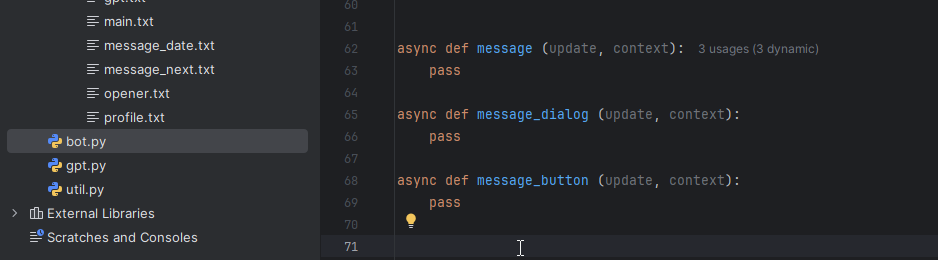 gpt.txt
main.txt
message_date.txt
message_next.txt
opener.txt
profile.txt
bot.py
gpt.py
util.py
External Libraries
Scratches and Consoles
60
61
62 async def message (update, context): 3 usages (3 dynamic)
63 pass
64
65 async def message_dialog (update, context):
66 pass
67
68 async def message_button (update, context):
69 pass
70
71